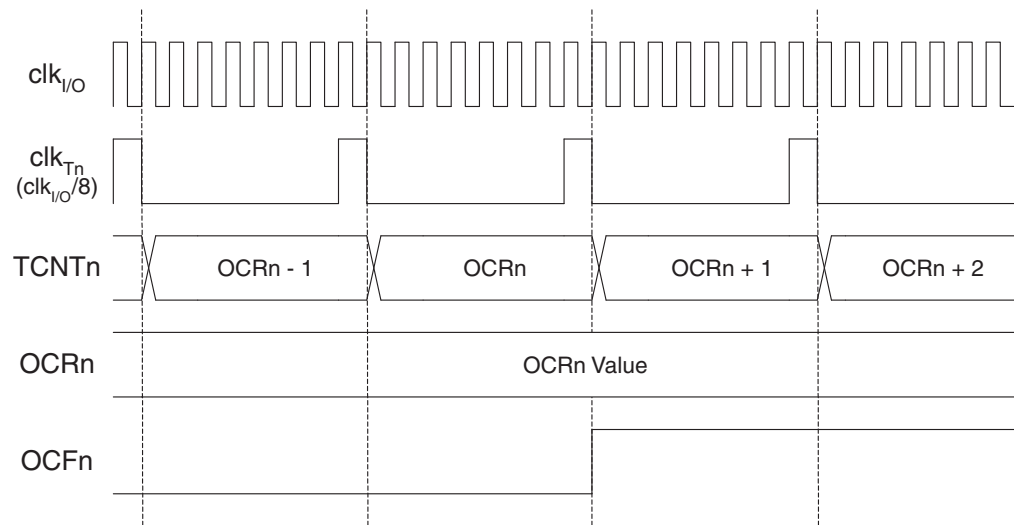 clkI/O
clkTn
(clkI/O/8)
TCNTn
OCRn - 1
OCRn
OCRn + 1
OCRn + 2
OCRn
OCRn Value
OCFn